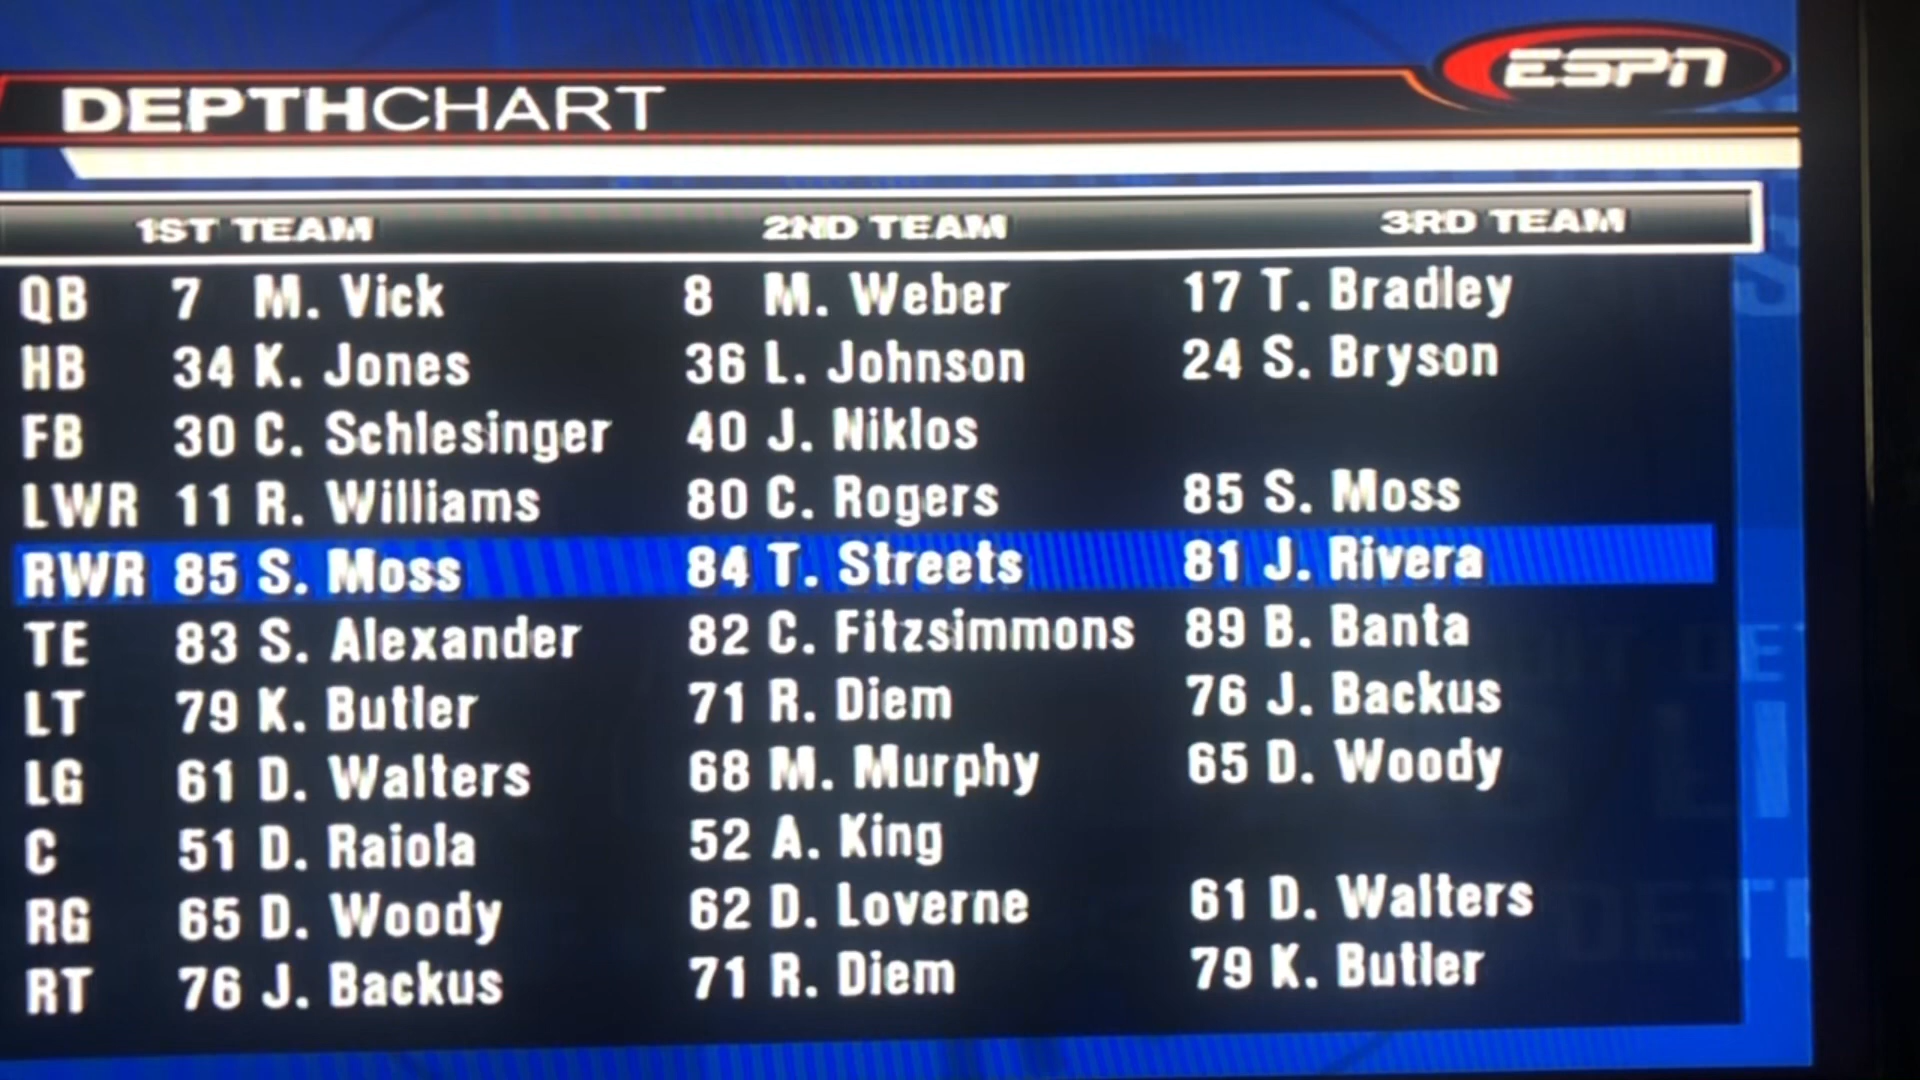 ESPN
DEPTHCHART
1ST TEAM 2ND TEAM 3RD TEAM
QB 7 M. Vick 8 M. Weber 17 T. Bradley
HB 34 K. Jones 36 L. Johnson 24 S. Bryson
FB 30 C. Schlesinger 40 J. Niklos
LWR 11 R. Williams 80 C. Rogers 85 S. Moss
RWR 85 S. Moss 84 T. Streets 81 J. Rivera
TE 83 S. Alexander 82 C. Fitzsimmons 89 B. Banta
LT 79 K. Butler 71 R. Diem 76 J. Backus
LG 61 D. Walters 68 M. Murphy 65 D. Woody
C 51 D. Raiola 52 A. King
RG 65 D. Woody 62 D. Loverne 61 D. Walters
RT 76 J. Backus 71 R. Diem 79 K. Butler